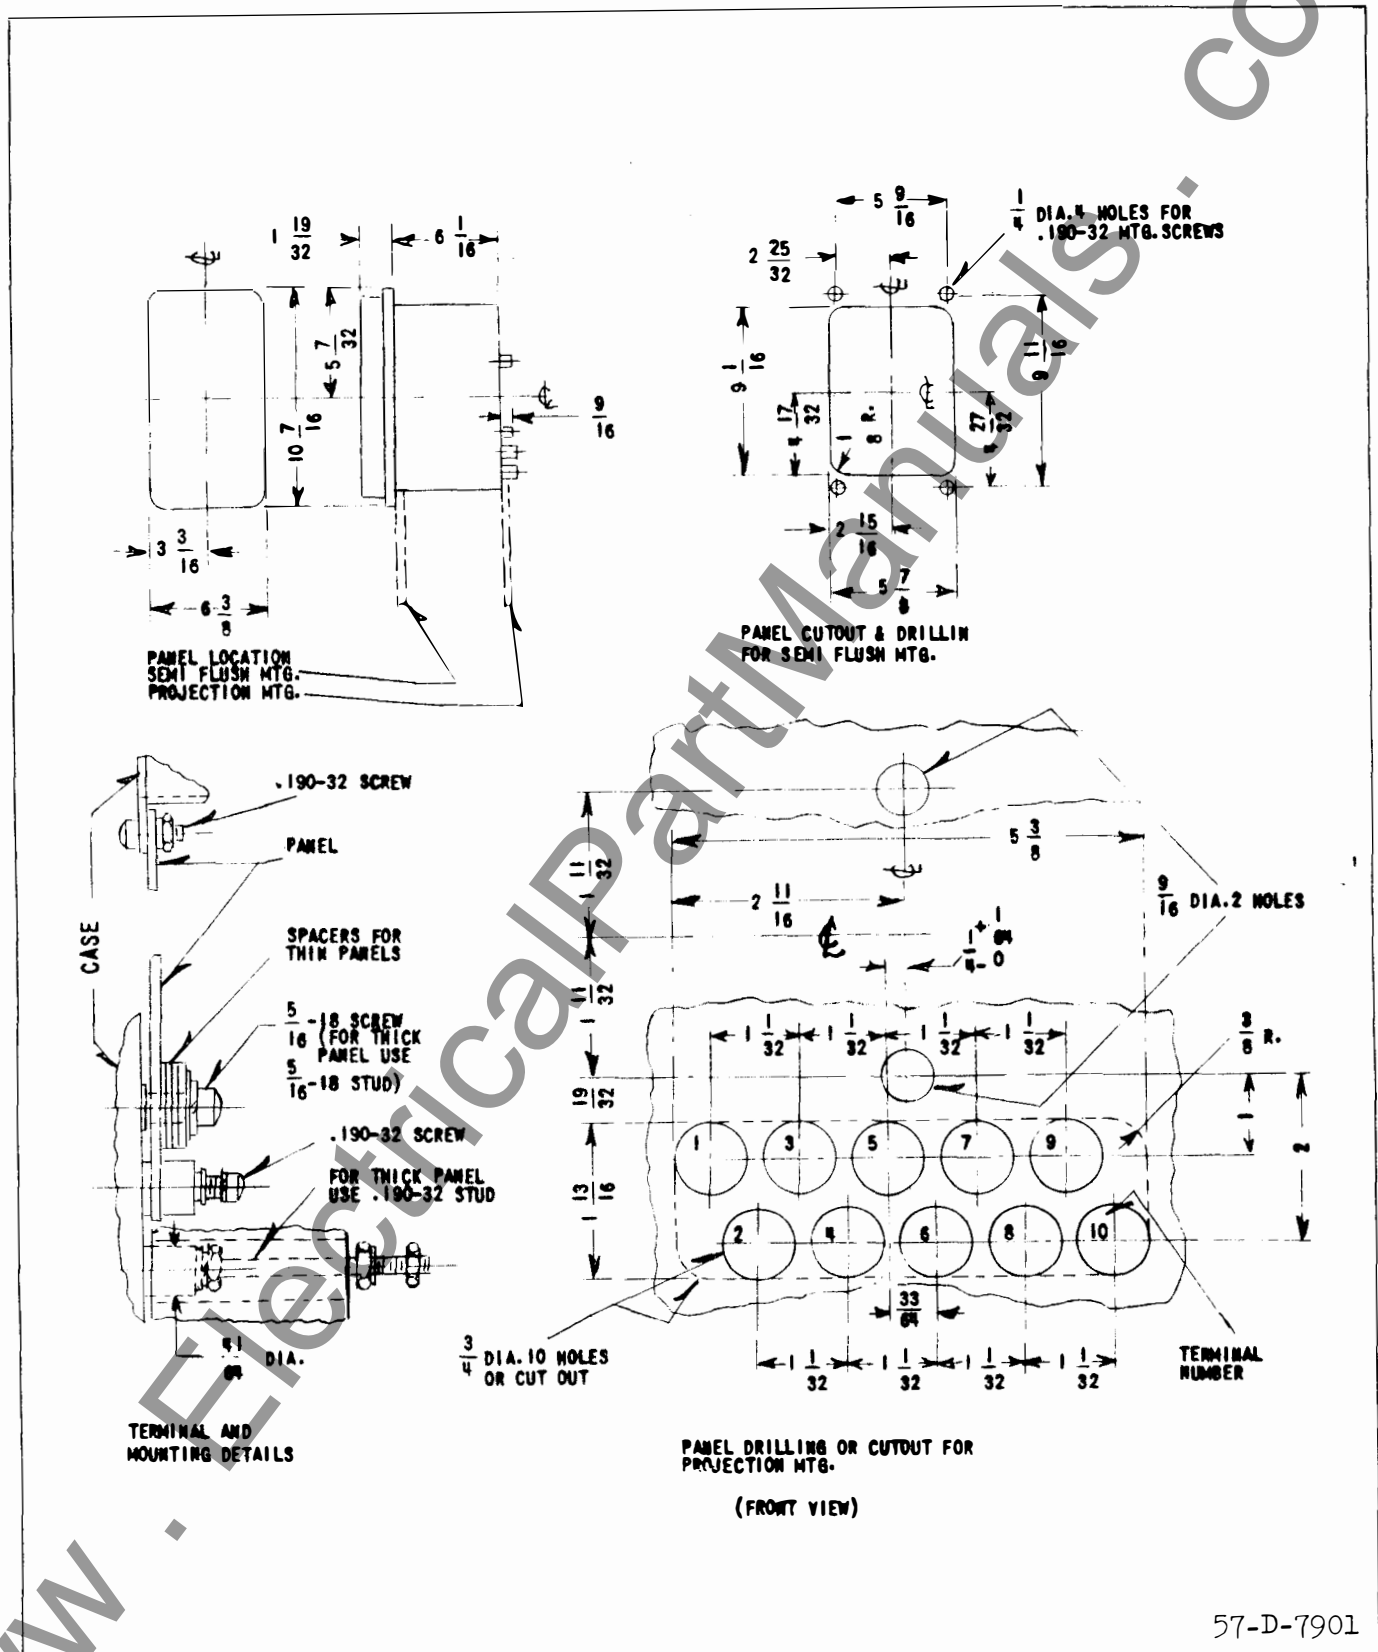 1 19/32
6 1/16
5 7/32
10 7/16
9/16
3 3/16
6 3/8
PANEL LOCATION
SEMI FLUSH MTG.
PROJECTION MTG.
5 9/16
1/4 DIA.4 HOLES FOR
.190-32 MTG.SCREWS
2 25/32
9 1/16
4 17/32
1/8 R.
4 27/32
9 11/16
2 15/16
5 7/8
PANEL CUTOUT & DRILLIN
FOR SEMI FLUSH MTG.
.190-32 SCREW
PANEL
CASE
SPACERS FOR
THIN PANELS
5/16 -18 SCREW
(FOR THICK
PANEL USE
5/16 -18 STUD)
.190-32 SCREW
FOR THICK PANEL
USE .190-32 STUD
41/64 DIA.
TERMINAL AND
MOUNTING DETAILS
5 3/8
1 11/32
2 11/16
9/16 DIA.2 HOLES
1/4 + 1/64 - 0
1 11/32
1 1/32
1 1/32
1 1/32
1 1/32
3/8 R.
19/32
1
2
1 3 5 7 9
1 13/16
2 4 6 8 10
33/64
3/4 DIA.10 HOLES
OR CUT OUT
1 1/32
1 1/32
1 1/32
1 1/32
TERMINAL
NUMBER
PANEL DRILLING OR CUTOUT FOR
PROJECTION MTG.
(FRONT VIEW)
57-D-7901
w . ElectricalPartManuals . co